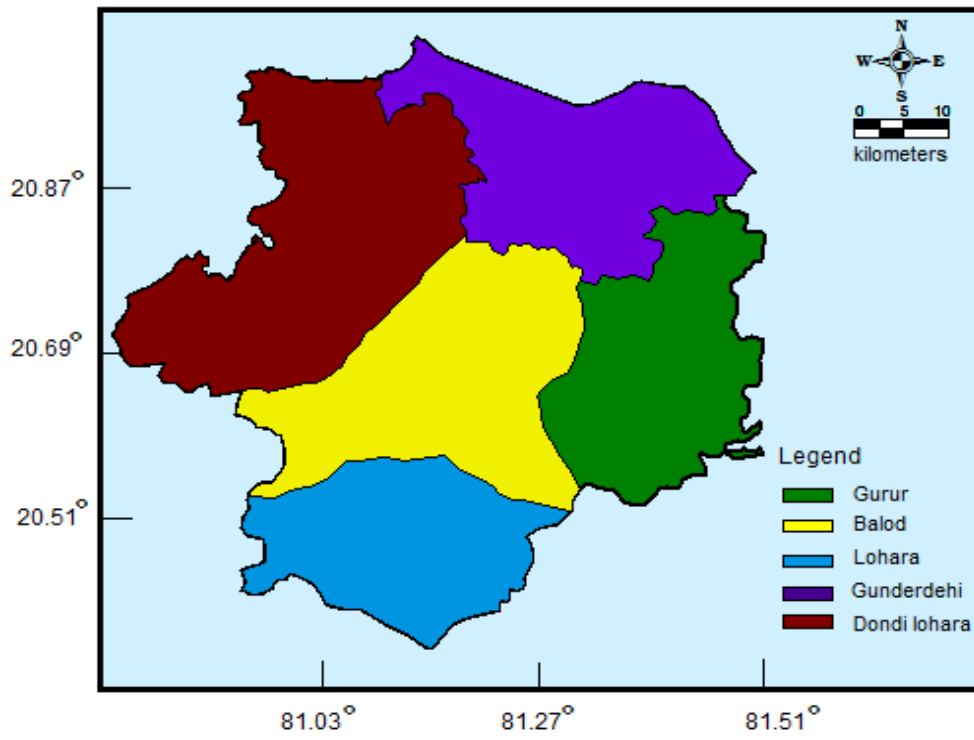 N
W E
S
0 5 10
kilometers
20.87°
20.69°
20.51°
Legend
Gurur
Balod
Lohara
Gunderdehi
Dondi lohara
81.03° 81.27° 81.51°